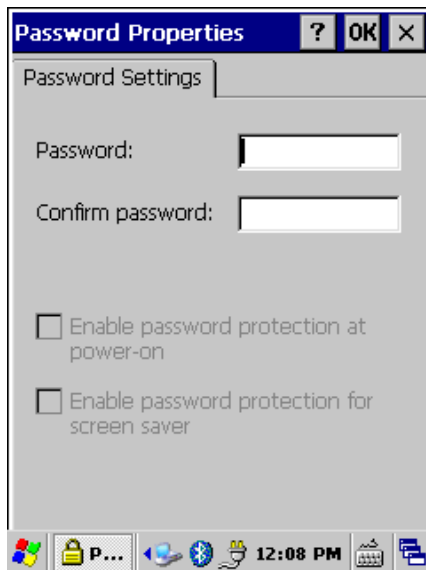 Password Properties ? OK ×
Password Settings
Password:
Confirm password:
Enable password protection at
power-on
Enable password protection for
screen saver
P... 12:08 PM